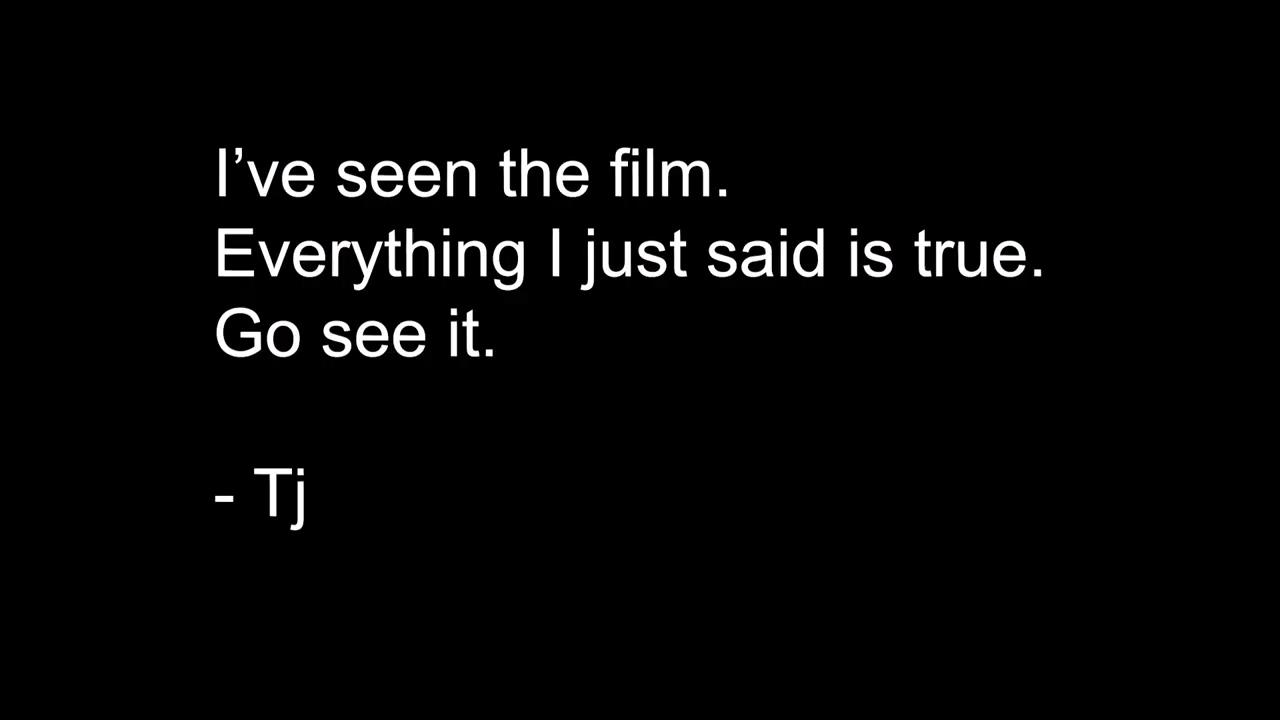 I’ve seen the film.
Everything I just said is true.
Go see it.
- Tj